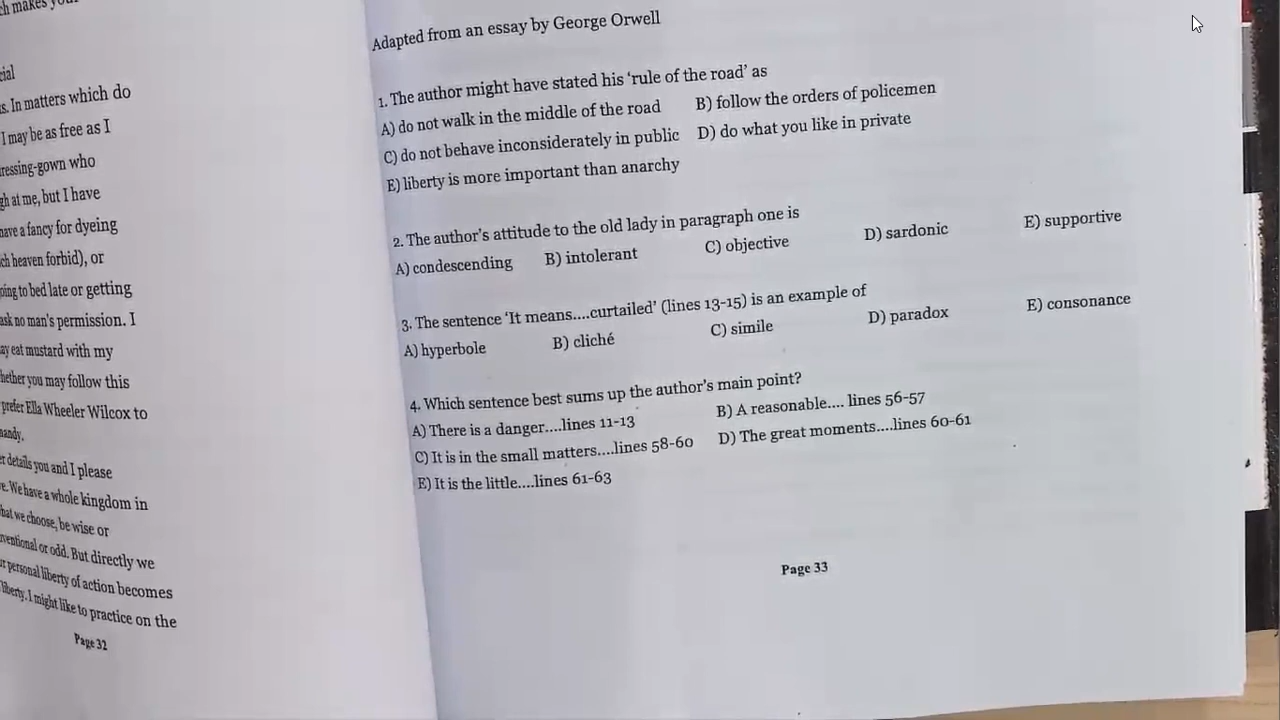 ch makes
cial
s. In matters which do
I may be as free as I
ressing-gown who
gh at me, but I have
have a fancy for dyeing
ch heaven forbid), or
oing to bed late or getting
ask no man's permission. I
ay eat mustard with my
hether you may follow this
prefer Ella Wheeler Wilcox to
andy.
er details you and I please
e. We have a whole kingdom in
hat we choose, be wise or
nventional or odd. But directly we
r personal liberty of action becomes
liberty. I might like to practice on the
Page 32
Adapted from an essay by George Orwell
1. The author might have stated his 'rule of the road' as
A) do not walk in the middle of the road B) follow the orders of policemen
C) do not behave inconsiderately in public D) do what you like in private
E) liberty is more important than anarchy
2. The author's attitude to the old lady in paragraph one is
A) condescending B) intolerant C) objective D) sardonic E) supportive
3. The sentence 'It means....curtailed' (lines 13-15) is an example of
A) hyperbole B) cliché C) simile D) paradox E) consonance
4. Which sentence best sums up the author's main point?
A) There is a danger....lines 11-13 B) A reasonable.... lines 56-57
C) It is in the small matters....lines 58-60 D) The great moments....lines 60-61
E) It is the little....lines 61-63
Page 33